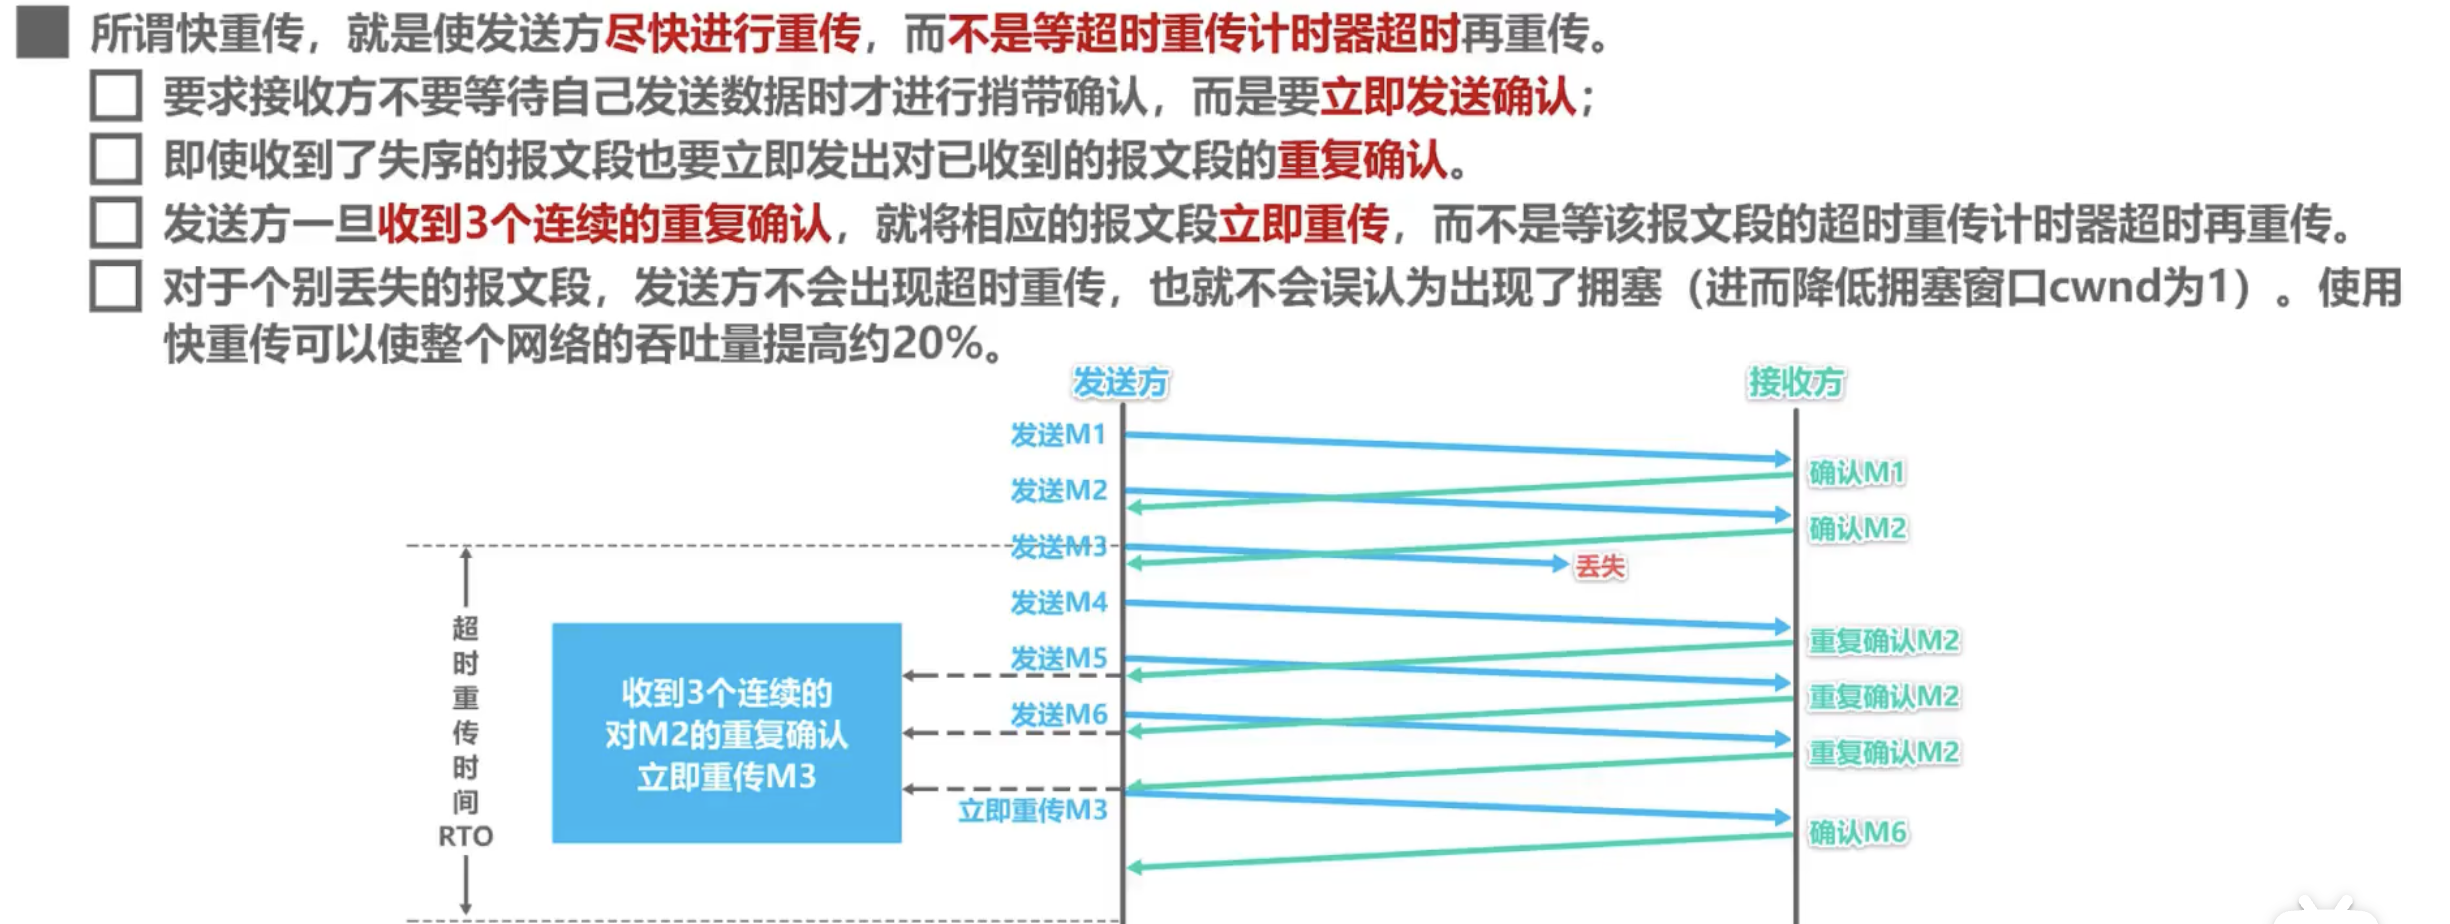 所谓快重传，就是使发送方尽快进行重传，而不是等超时重传计时器超时再重传。
要求接收方不要等待自己发送数据时才进行捎带确认，而是要立即发送确认；
即使收到了失序的报文段也要立即发出对已收到的报文段的重复确认。
发送方一旦收到3个连续的重复确认，就将相应的报文段立即重传，而不是等该报文段的超时重传计时器超时再重传。
对于个别丢失的报文段，发送方不会出现超时重传，也就不会误认为出现了拥塞（进而降低拥塞窗口cwnd为1）。使用
快重传可以使整个网络的吞吐量提高约20%。
发送方
接收方
发送M1
确认M1
发送M2
确认M2
发送M3
丢失
发送M4
重复确认M2
发送M5
重复确认M2
发送M6
重复确认M2
立即重传M3
确认M6
收到3个连续的
对M2的重复确认
立即重传M3
超
时
重
传
时
间
RTO